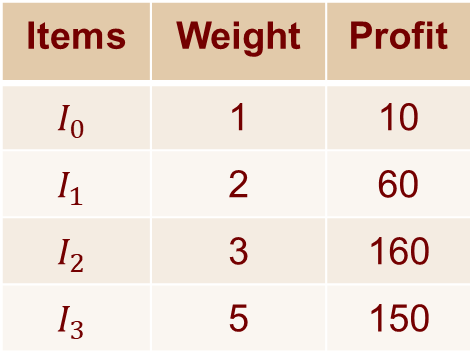 Items Weight Profit
I₀ 1 10
I₁ 2 60
I₂ 3 160
I₃ 5 150